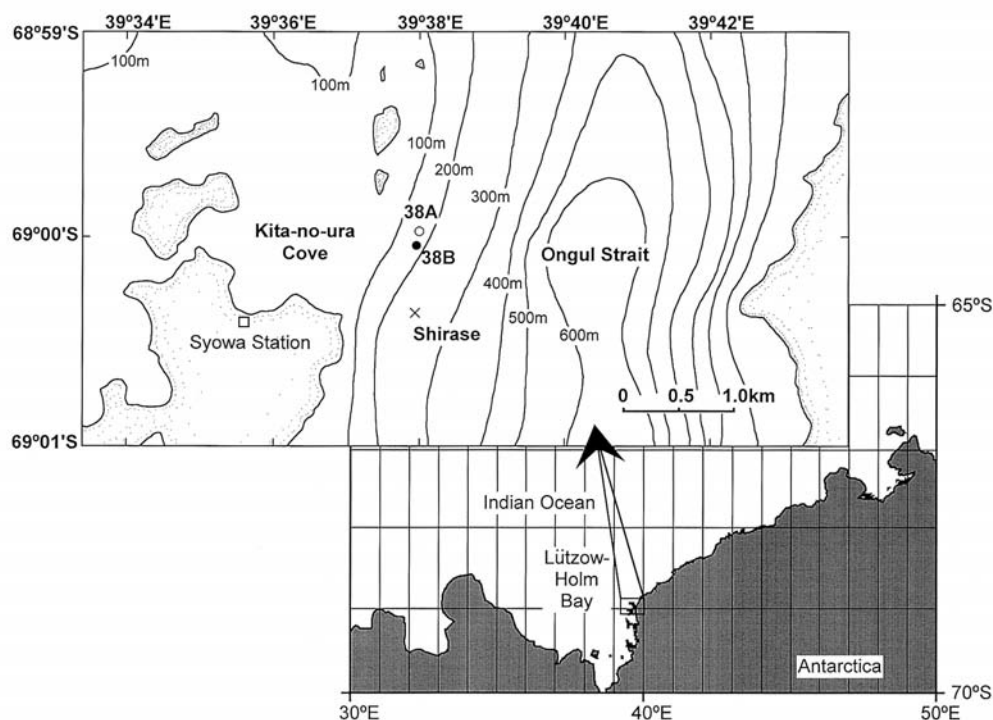 39°34'E 39°36'E 39°38'E 39°40'E 39°42'E
68°59'S
100m
100m
100m
200m
300m
38A
69°00'S
Kita-no-ura
Cove
Ongul Strait
38B
400m
65°S
500m
Shirase
Syowa Station
600m
0 0.5 1.0km
69°01'S
Indian Ocean
Lützow-
Holm
Bay
Antarctica
70°S
30°E 40°E 50°E